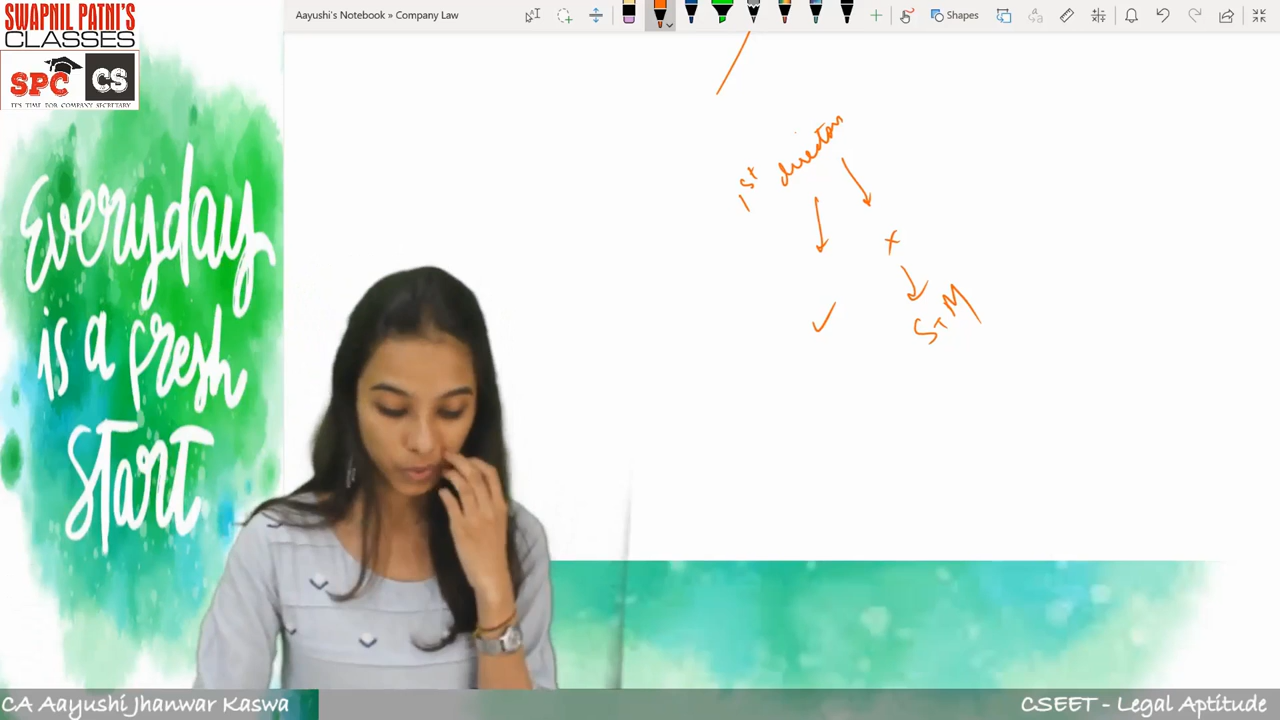 SWAPNIL PATNI'S
CLASSES
SPC CS
IT'S TIME FOR COMPANY SECRETARY
Everyday
is a fresh
start
Aayushi's Notebook » Company Law
Shapes
1st directors
x
STM
CA Aayushi Jhanwar Kaswa
CSEET - Legal Aptitude